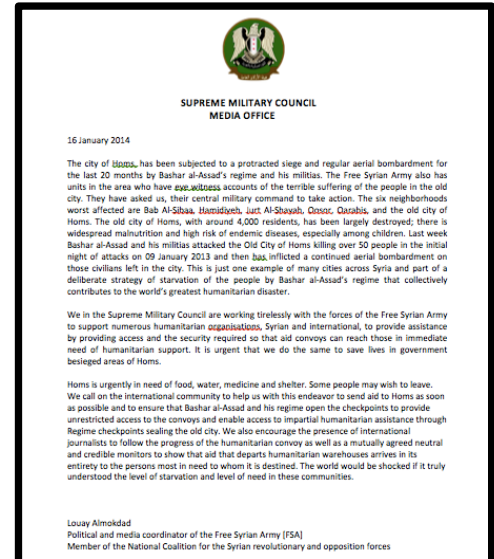 SUPREME MILITARY COUNCIL
MEDIA OFFICE
16 January 2014
The city of Homs, has been subjected to a protracted siege and regular aerial bombardment for
the last 20 months by Bashar al-Assad's regime and his militias. The Free Syrian Army also has
units in the area who have eye witness accounts of the terrible suffering of the people in the old
city. They have asked us, their central military command to take action. The six neighborhoods
worst affected are Bab Al-Sibaa, Hamidiyeh, Jurt Al-Shayah, Qnsor, Qarabis, and the old city of
Homs. The old city of Homs, with around 4,000 residents, has been largely destroyed; there is
widespread malnutrition and high risk of endemic diseases, especially among children. Last week
Bashar al-Assad and his militias attacked the Old City of Homs killing over 50 people in the initial
night of attacks on 09 January 2013 and then has inflicted a continued aerial bombardment on
those civilians left in the city. This is just one example of many cities across Syria and part of a
deliberate strategy of starvation of the people by Bashar al-Assad's regime that collectively
contributes to the world's greatest humanitarian disaster.
We in the Supreme Military Council are working tirelessly with the forces of the Free Syrian Army
to support numerous humanitarian organisations, Syrian and international, to provide assistance
by providing access and the security required so that aid convoys can reach those in immediate
need of humanitarian support. It is urgent that we do the same to save lives in government
besieged areas of Homs.
Homs is urgently in need of food, water, medicine and shelter. Some people may wish to leave.
We call on the international community to help us with this endeavor to send aid to Homs as soon
as possible and to ensure that Bashar al-Assad and his regime open the checkpoints to provide
unrestricted access to the convoys and enable access to impartial humanitarian assistance through
Regime checkpoints sealing the old city. We also encourage the presence of international
journalists to follow the progress of the humanitarian convoy as well as a mutually agreed neutral
and credible monitors to show that aid that departs humanitarian warehouses arrives in its
entirety to the persons most in need to whom it is destined. The world would be shocked if it truly
understood the level of starvation and level of need in these communities.
Louay Almokdad
Political and media coordinator of the Free Syrian Army [FSA]
Member of the National Coalition for the Syrian revolutionary and opposition forces